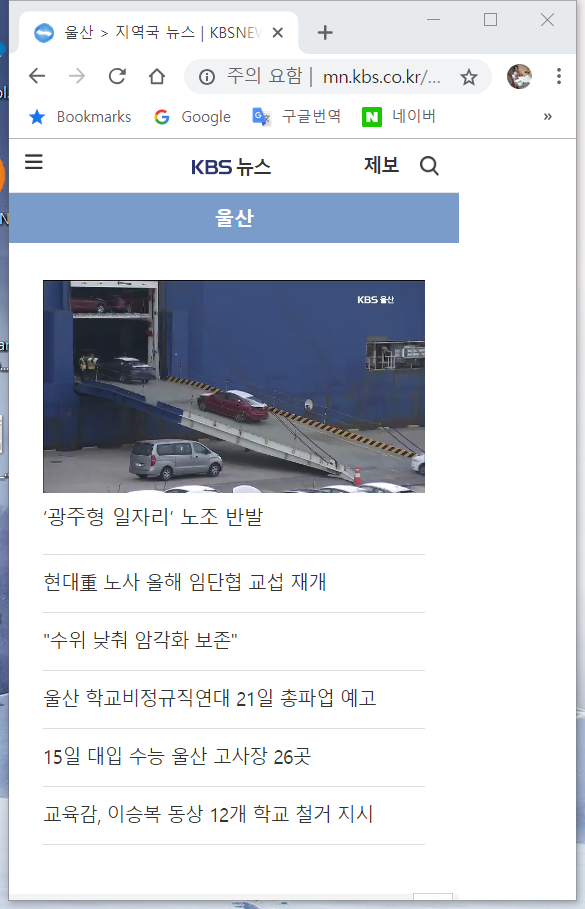 울산 > 지역국 뉴스 | KBSNEW
주의 요함 | mn.kbs.co.kr/...
Bookmarks Google 구글번역 네이버 »
KBS 뉴스 제보
울산
KBS 울산
‘광주형 일자리’ 노조 반발
현대重 노사 올해 임단협 교섭 재개
"수위 낮춰 암각화 보존"
울산 학교비정규직연대 21일 총파업 예고
15일 대입 수능 울산 고사장 26곳
교육감, 이승복 동상 12개 학교 철거 지시